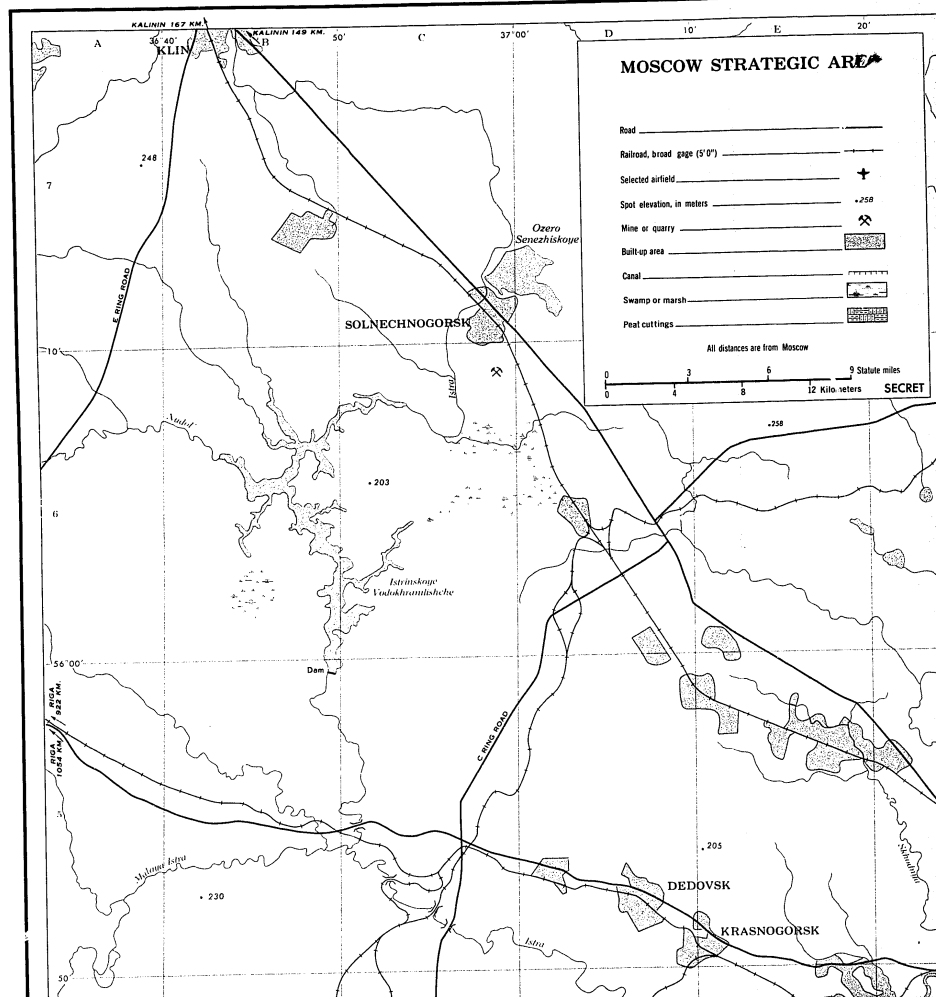 KALININ 167 KM.
KALININ 149 KM.
A
36°40'
KLIN
B
50'
C
37°00'
D
10'
E
20'
MOSCOW STRATEGIC AREA
Road
Railroad, broad gage (5'0")
Selected airfield
Spot elevation, in meters
.258
Mine or quarry
Built-up area
Canal
Swamp or marsh
Peat cuttings
All distances are from Moscow
0 3 6 9 Statute miles
0 4 8 12 Kilometers
SECRET
248
7
Ozero
Senezhiskoye
E RING ROAD
SOLNECHNOGORSK
10'
Istra
Nudol'
258
203
6
Istrinskoye
Vodokhranilishche
56°00'
Dam
RIGA
922 KM.
RIGA
1054 KM.
C RING ROAD
5
205
Skhodnia
Malaia Istra
230
DEDOVSK
KRASNOGORSK
Istra
50'